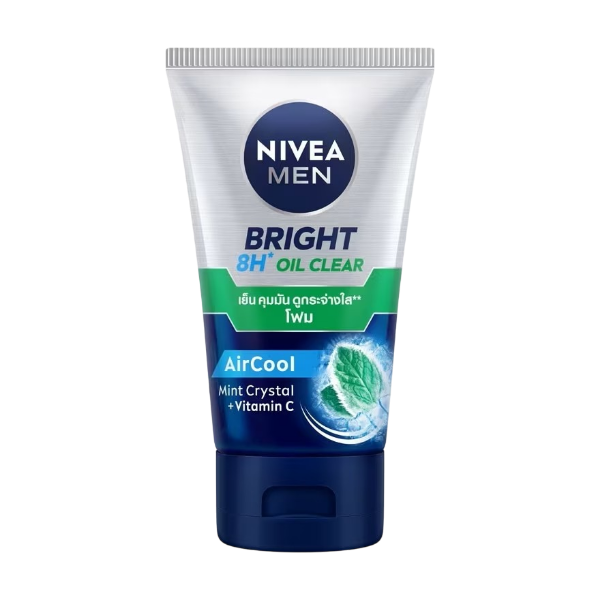 NIVEA
MEN
BRIGHT
8H* OIL CLEAR
เย็น คุมมัน ดูกระจ่างใส**
โฟม
AirCool
Mint Crystal
+Vitamin C